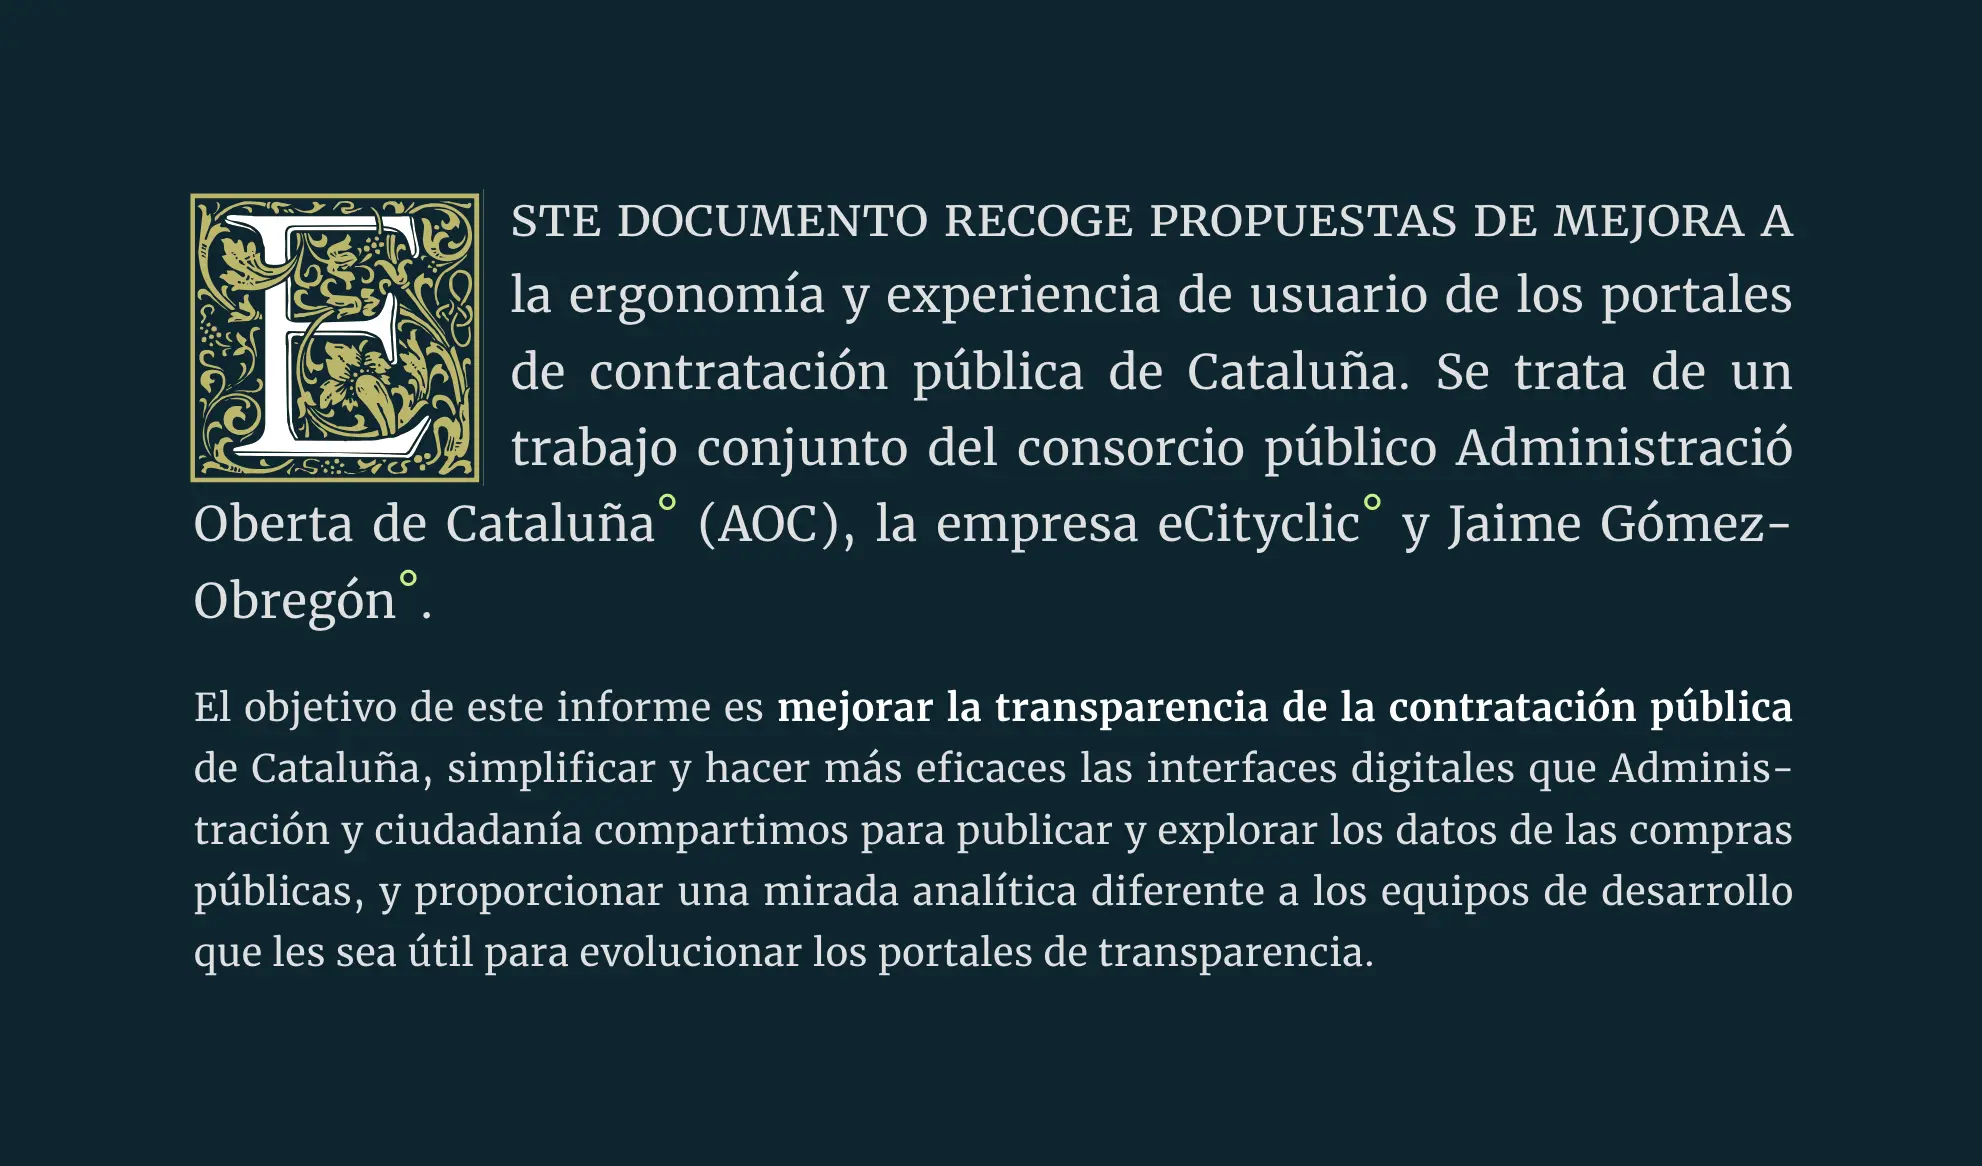 ESTE DOCUMENTO RECOGE PROPUESTAS DE MEJORA A
la ergonomía y experiencia de usuario de los portales
de contratación pública de Cataluña. Se trata de un
trabajo conjunto del consorcio público Administració
Oberta de Cataluña° (AOC), la empresa eCityclic° y Jaime Gómez-
Obregón°.
El objetivo de este informe es mejorar la transparencia de la contratación pública
de Cataluña, simplificar y hacer más eficaces las interfaces digitales que Adminis-
tración y ciudadanía compartimos para publicar y explorar los datos de las compras
públicas, y proporcionar una mirada analítica diferente a los equipos de desarrollo
que les sea útil para evolucionar los portales de transparencia.